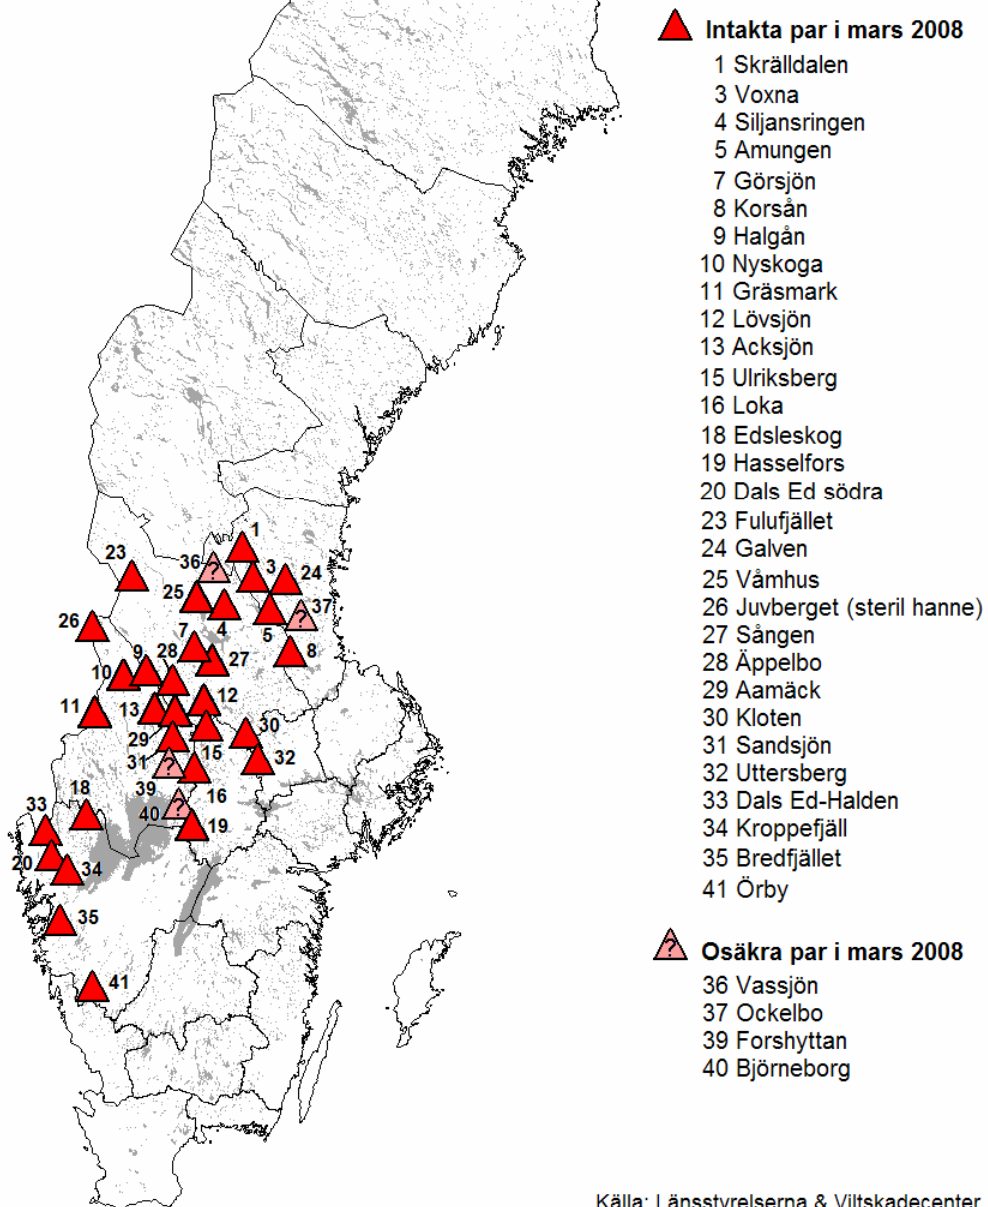 Intakta par i mars 2008
1 Skrälldalen
3 Voxna
4 Siljansringen
5 Amungen
7 Görsjön
8 Korsån
9 Halgån
10 Nyskoga
11 Gräsmark
12 Lövsjön
13 Acksjön
15 Ulriksberg
16 Loka
18 Edsleskog
19 Hasselfors
20 Dals Ed södra
23 Fulufjället
24 Galven
25 Våmhus
26 Juvberget (steril hanne)
27 Sången
28 Äppelbo
29 Aamäck
30 Kloten
31 Sandsjön
32 Uttersberg
33 Dals Ed-Halden
34 Kroppefjäll
35 Bredfjället
41 Örby
? Osäkra par i mars 2008
36 Vassjön
37 Ockelbo
39 Forshyttan
40 Björneborg
Källa: Länsstyrelserna & Viltskadecenter
1
23
36
?
3
24
25
37
?
4
5
26
7
8
9
28
27
10
12
11
13
30
29
15
32
31
?
16
39
?
18
40
19
33
20
34
35
41